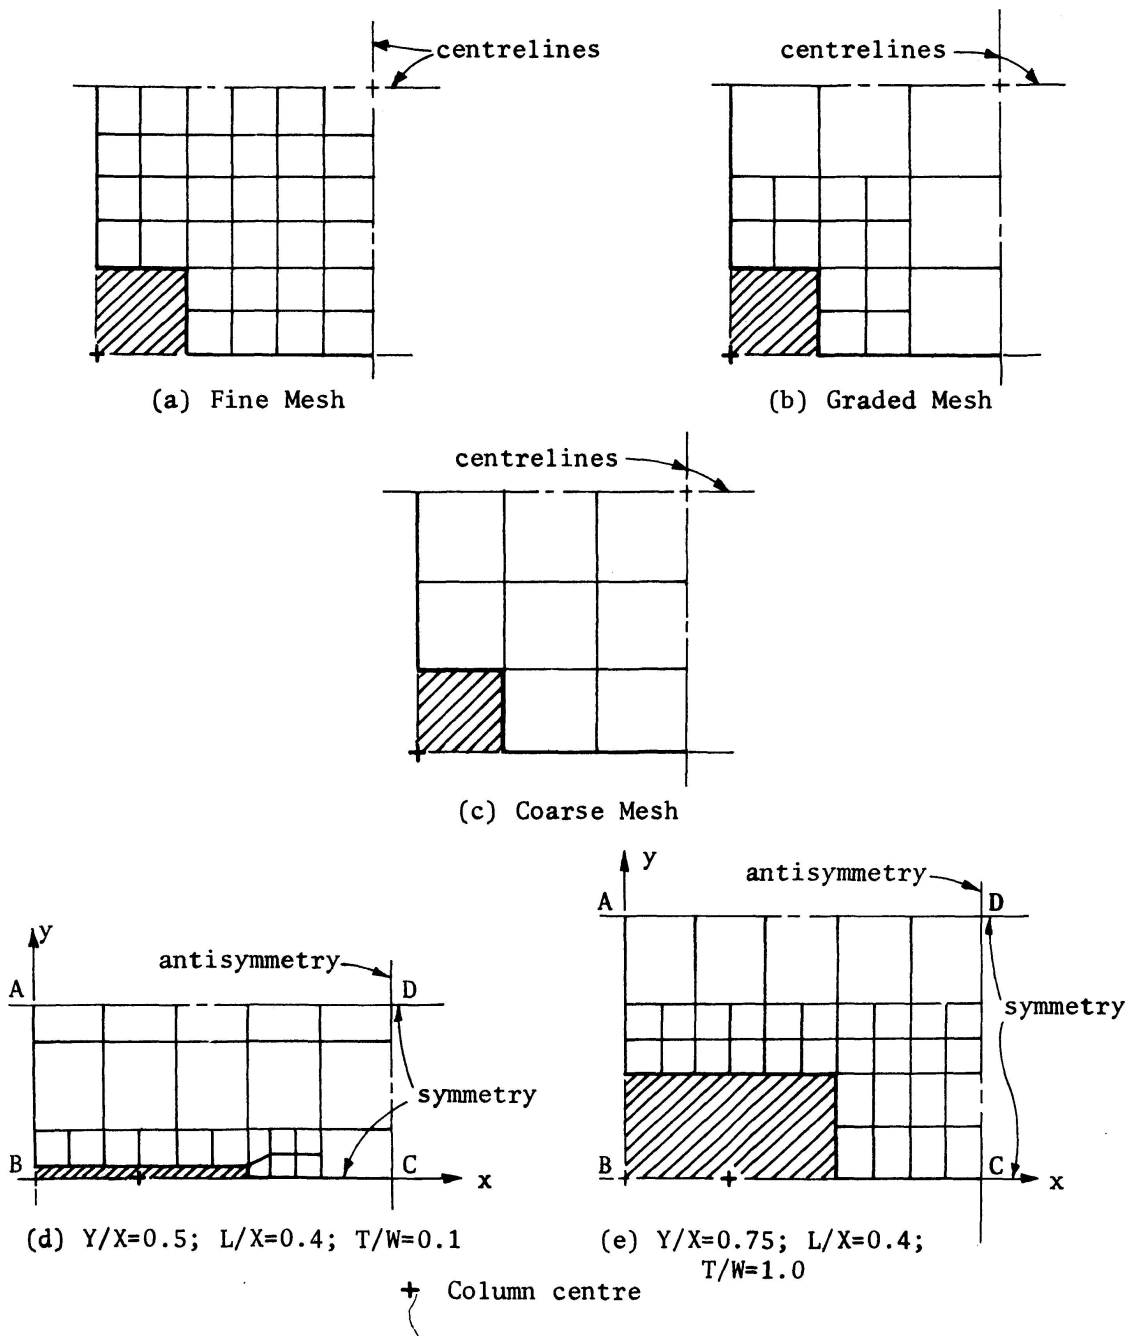 centrelines
centrelines
(a) Fine Mesh
(b) Graded Mesh
centrelines
(c) Coarse Mesh
y
antisymmetry
A
D
symmetry
B
C
x
(d) Y/X=0.5; L/X=0.4; T/W=0.1
y
antisymmetry
A
D
symmetry
B
C
x
(e) Y/X=0.75; L/X=0.4;
T/W=1.0
+ Column centre